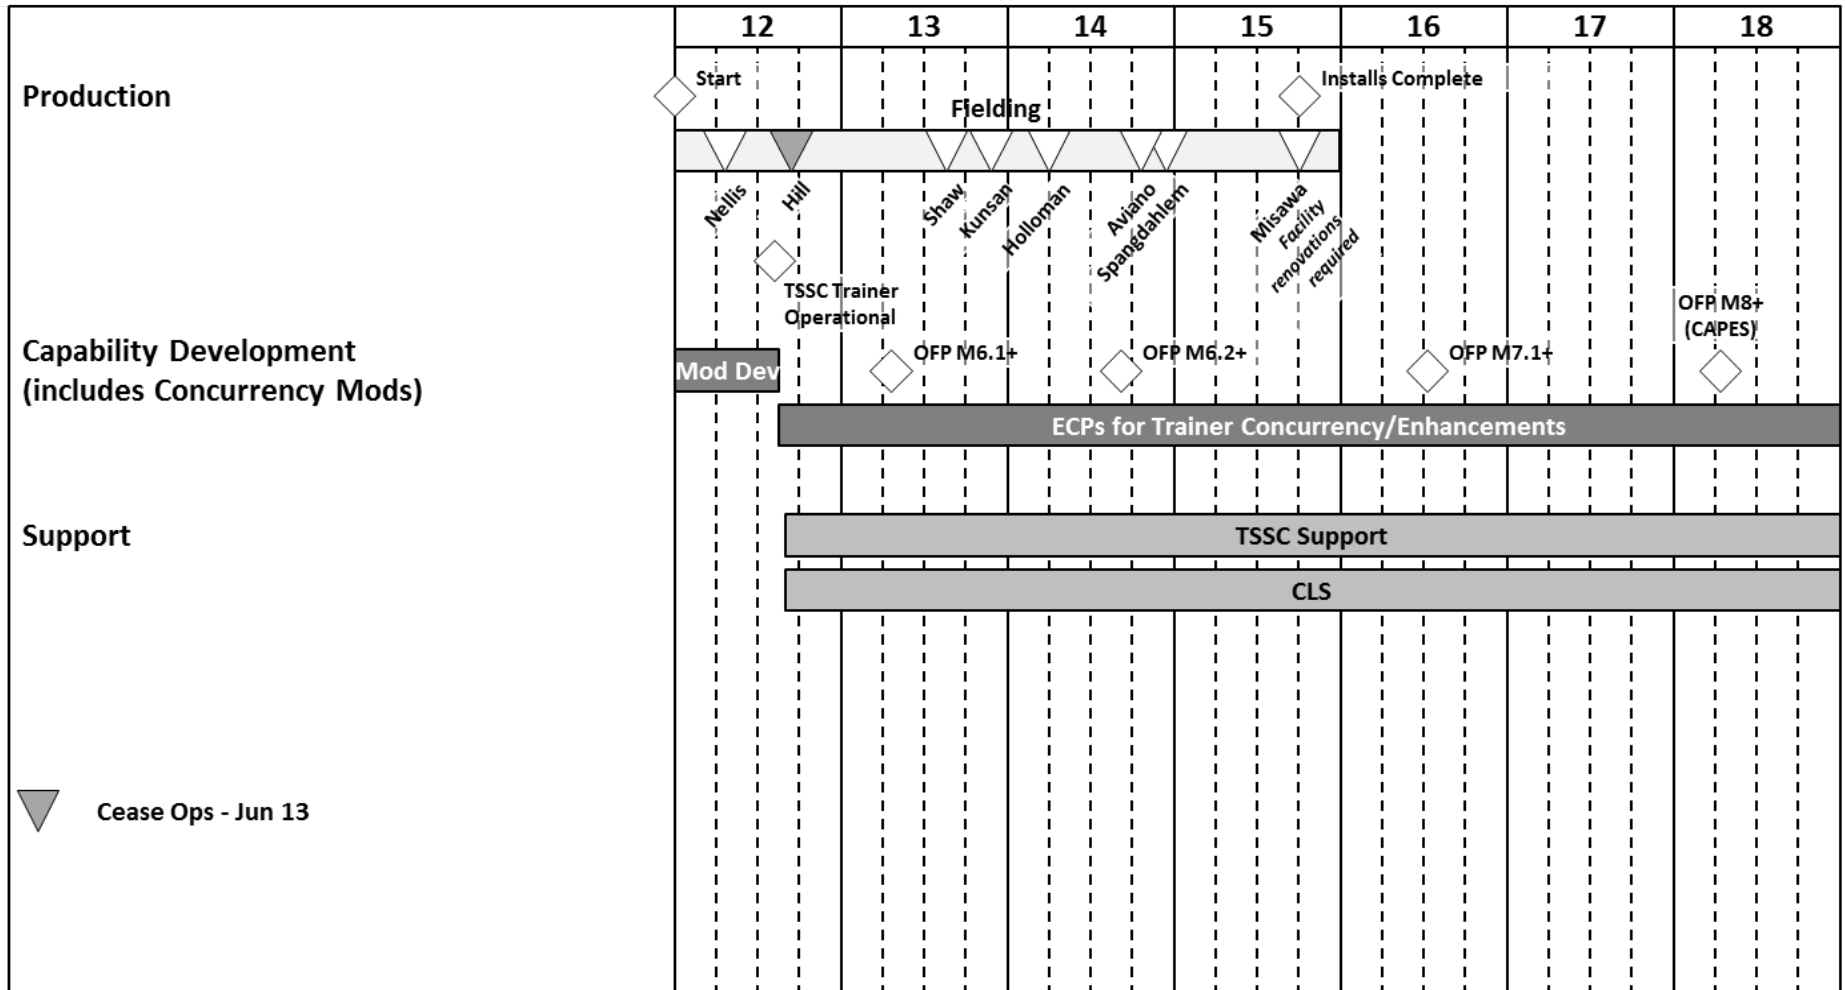 12 13 14 15 16 17 18
Production
Start
Installs Complete
Fielding
Nellis
Hill
Shaw
Kunsan
Holloman
Aviano
Spangdahlem
Misawa
Facility
renovations
required
TSSC Trainer
Operational
Capability Development
(includes Concurrency Mods)
Mod Dev
OFP M6.1+
OFP M6.2+
OFP M7.1+
OFP M8+
(CAPES)
ECPs for Trainer Concurrency/Enhancements
Support
TSSC Support
CLS
Cease Ops - Jun 13